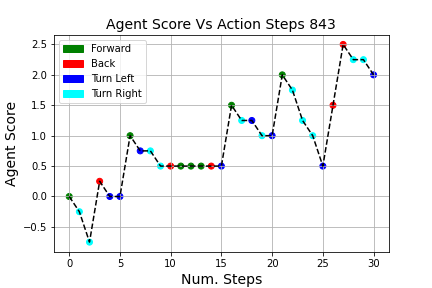 Agent Score Vs Action Steps 843
Agent Score
2.5
2.0
1.5
1.0
0.5
0.0
−0.5
Forward
Back
Turn Left
Turn Right
0 5 10 15 20 25 30
Num. Steps